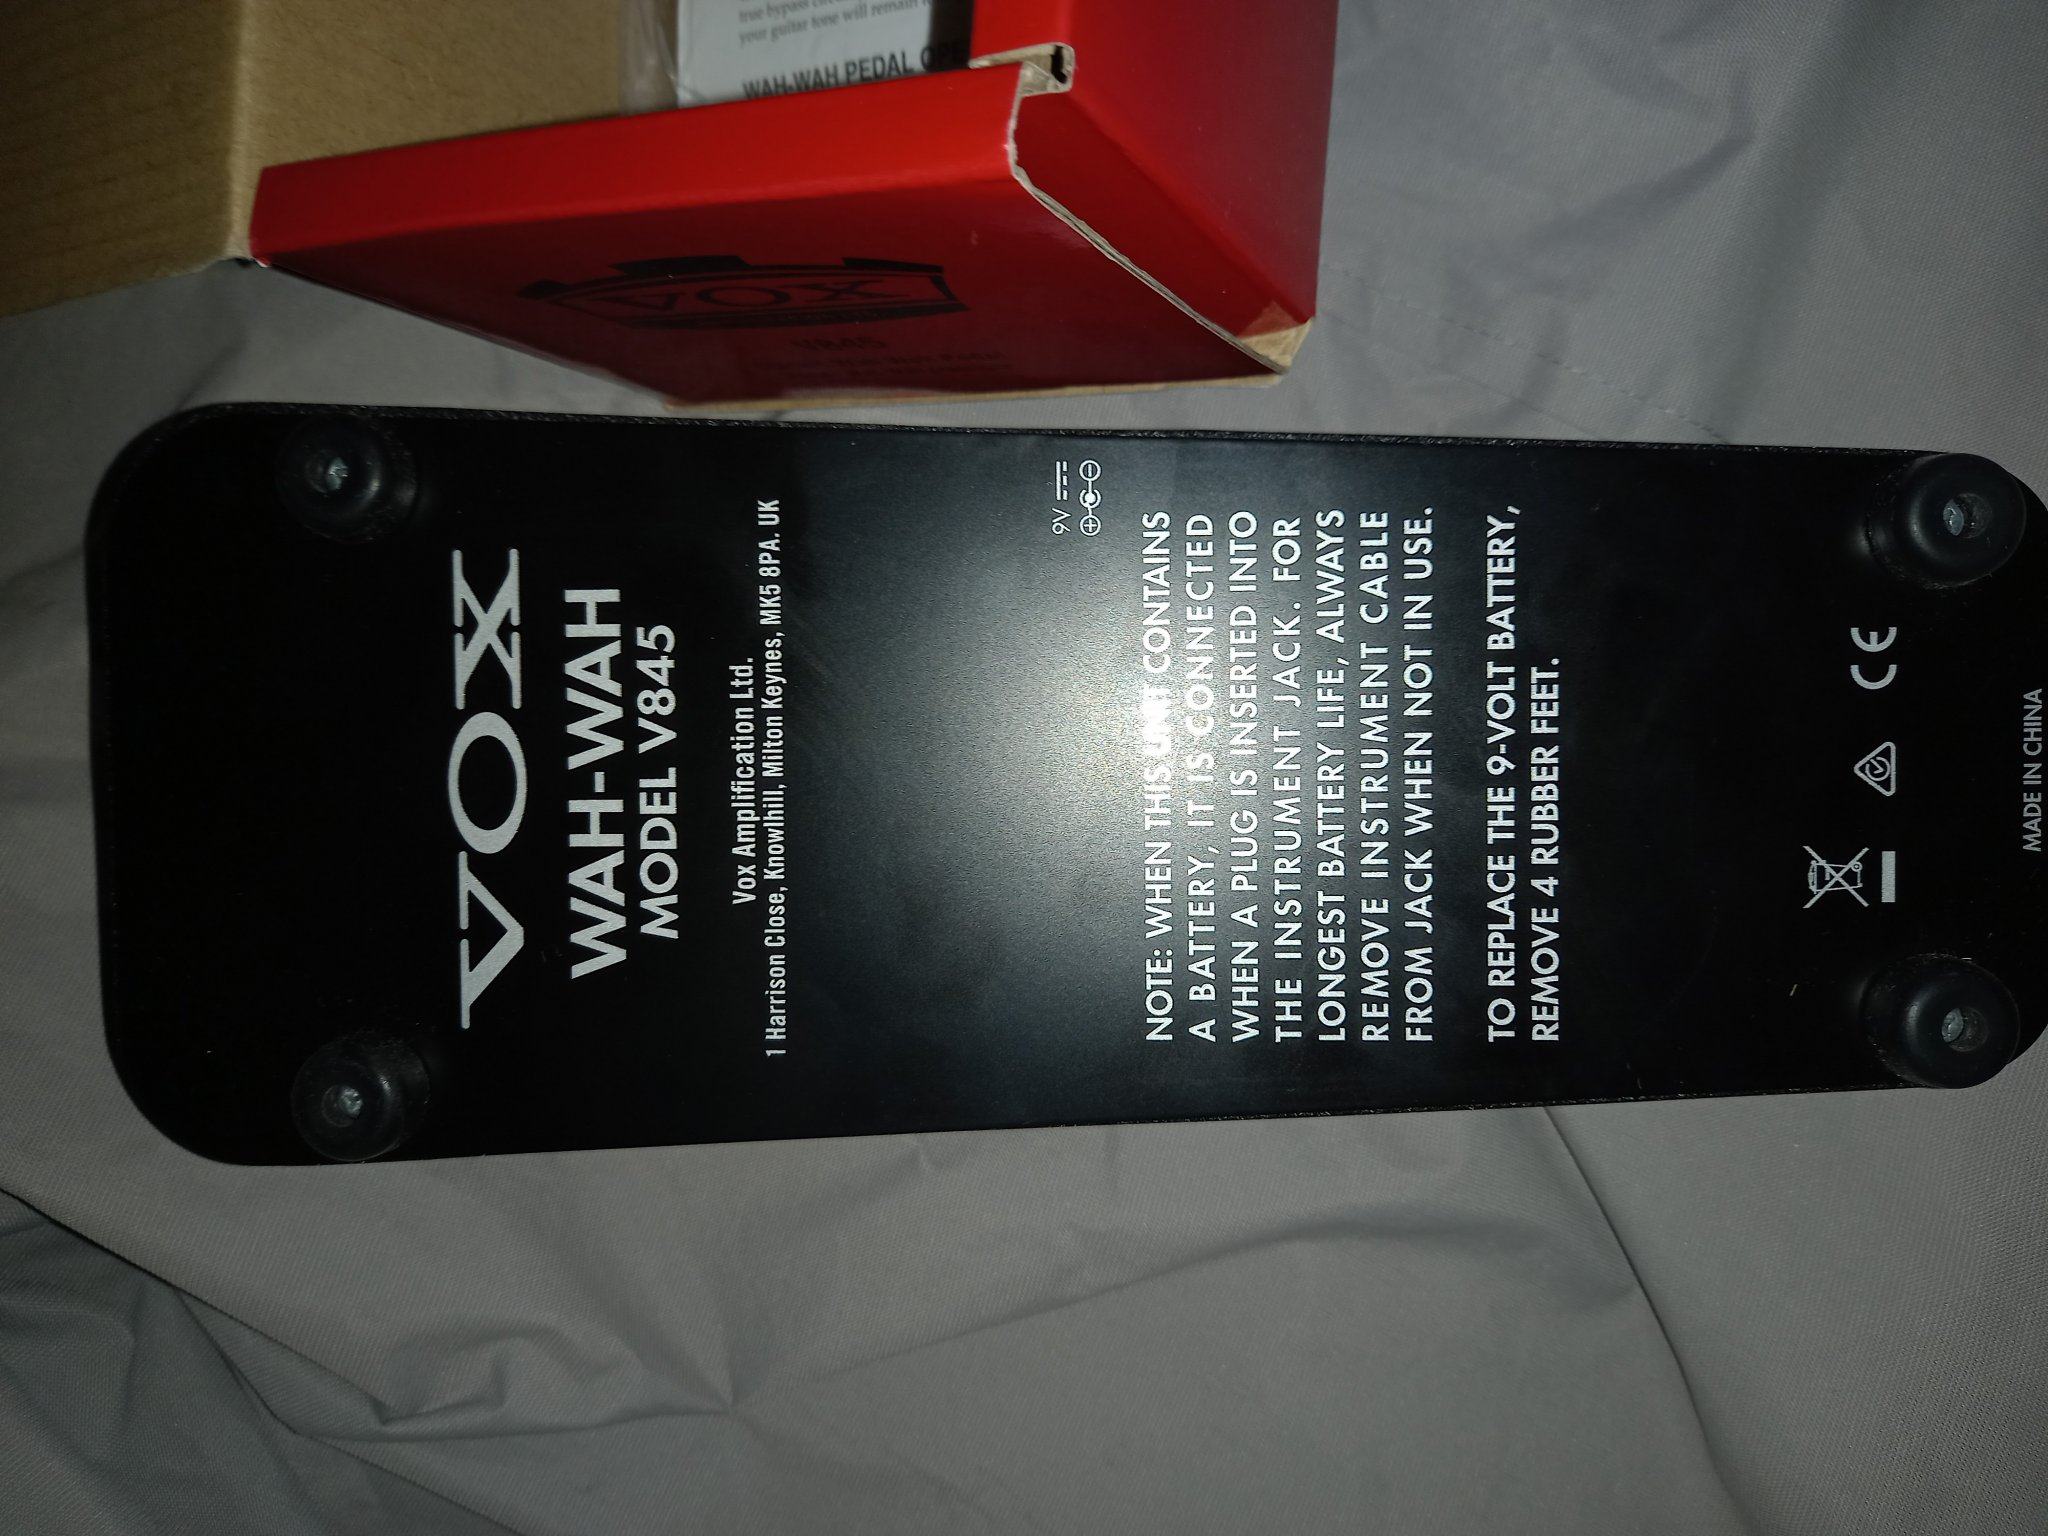 VOX
WAH-WAH
MODEL V845
Vox Amplification Ltd.
1 Harrison Close, Knowlhill, Milton Keynes, MK5 8PA. UK
9V
NOTE: WHEN THIS UNIT CONTAINS
A BATTERY, IT IS CONNECTED
WHEN A PLUG IS INSERTED INTO
THE INSTRUMENT JACK. FOR
LONGEST BATTERY LIFE, ALWAYS
REMOVE INSTRUMENT CABLE
FROM JACK WHEN NOT IN USE.
TO REPLACE THE 9-VOLT BATTERY,
REMOVE 4 RUBBER FEET.
CE
MADE IN CHINA
true bypass
your guitar tone will remain
WAH-WAH PEDAL
VOX
V845